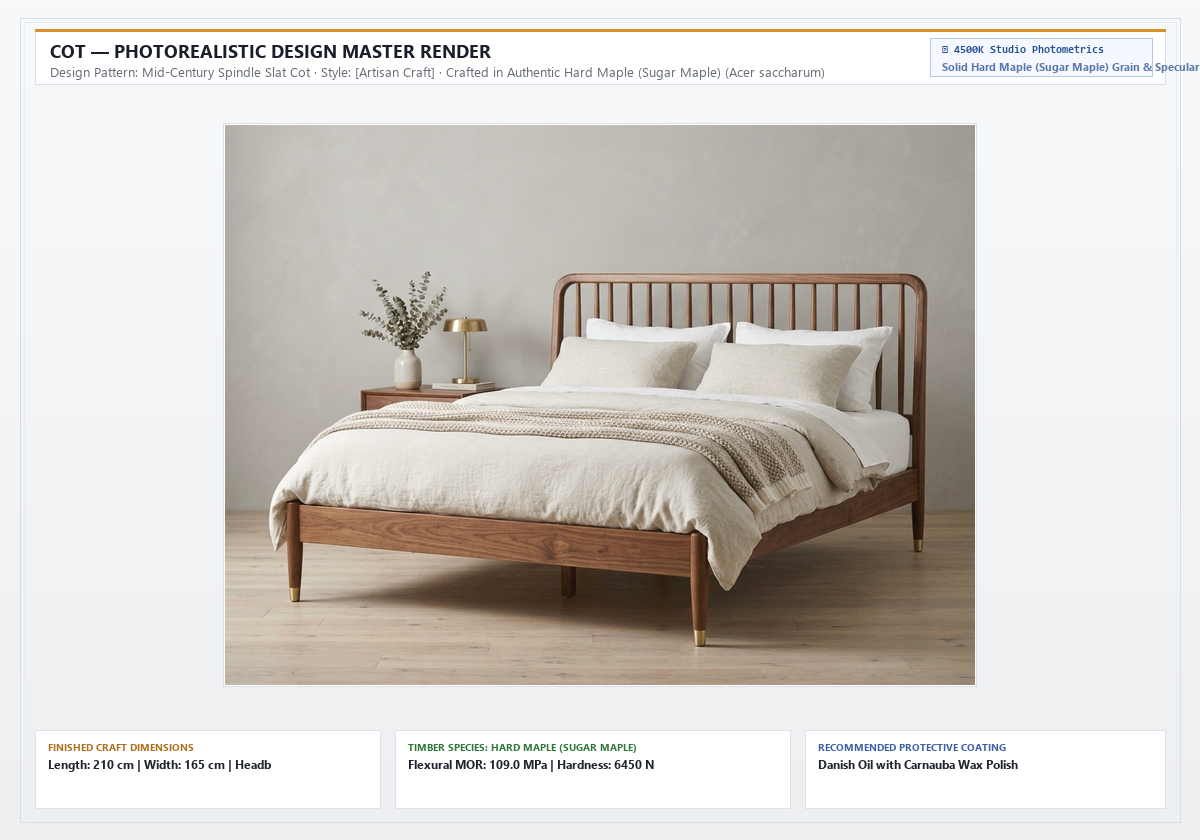 COT — PHOTOREALISTIC DESIGN MASTER RENDER
Design Pattern: Mid-Century Spindle Slat Cot · Style: [Artisan Craft] · Crafted in Authentic Hard Maple (Sugar Maple) (Acer saccharum)
4500K Studio Photometrics
Solid Hard Maple (Sugar Maple) Grain & Specular
FINISHED CRAFT DIMENSIONS
Length: 210 cm | Width: 165 cm | Headb
TIMBER SPECIES: HARD MAPLE (SUGAR MAPLE)
Flexural MOR: 109.0 MPa | Hardness: 6450 N
RECOMMENDED PROTECTIVE COATING
Danish Oil with Carnauba Wax Polish